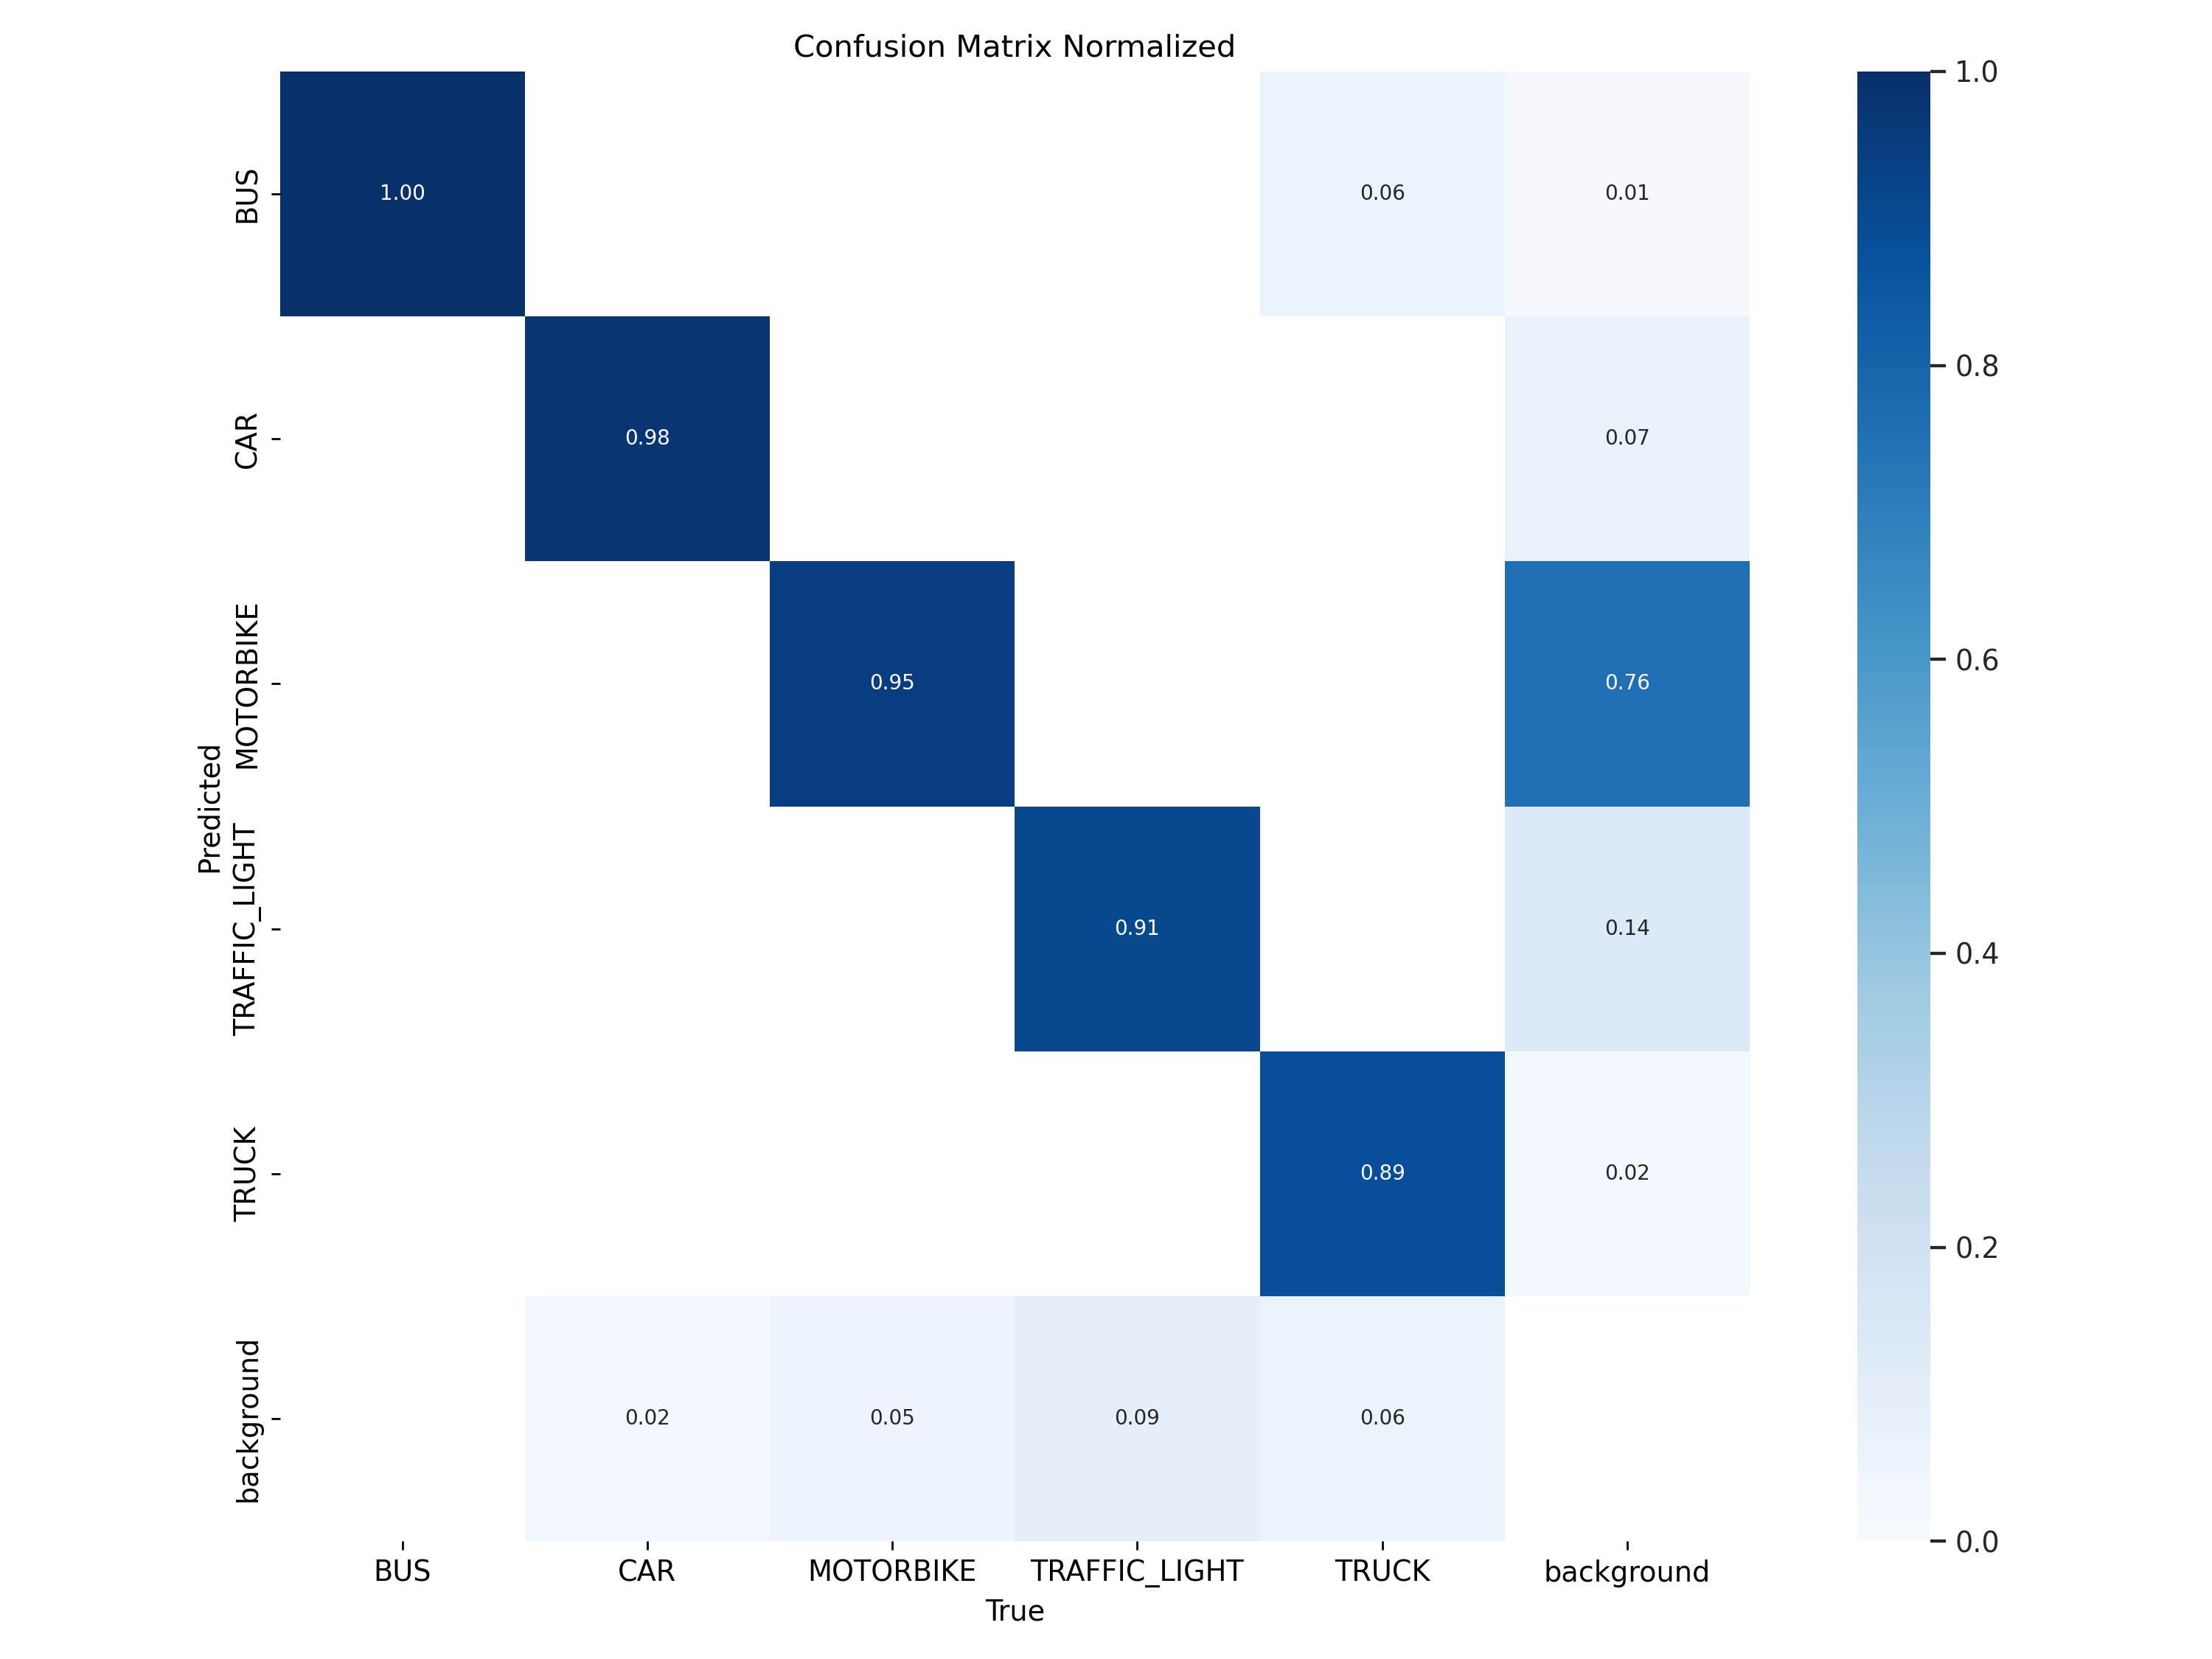 Confusion Matrix Normalized
1.0
BUS
1.00
0.06
0.01
0.8
CAR
0.98
0.07
0.6
MOTORBIKE
0.95
0.76
Predicted
TRAFFIC_LIGHT
0.91
0.14
0.4
TRUCK
0.89
0.02
0.2
background
0.02
0.05
0.09
0.06
0.0
BUS
CAR
MOTORBIKE
TRAFFIC_LIGHT
TRUCK
background
True